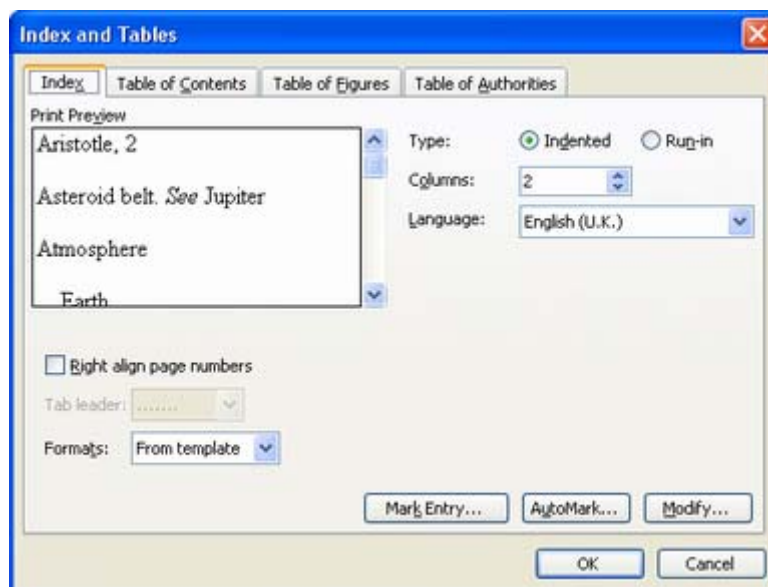 Index and Tables
Index Table of Contents Table of Figures Table of Authorities
Print Preview
Aristotle, 2
Asteroid belt. See Jupiter
Atmosphere
Earth
Type: Indented Run-in
Columns: 2
Language: English (U.K.)
Right align page numbers
Tab leader: .......
Formats: From template
Mark Entry... AutoMark... Modify...
OK Cancel